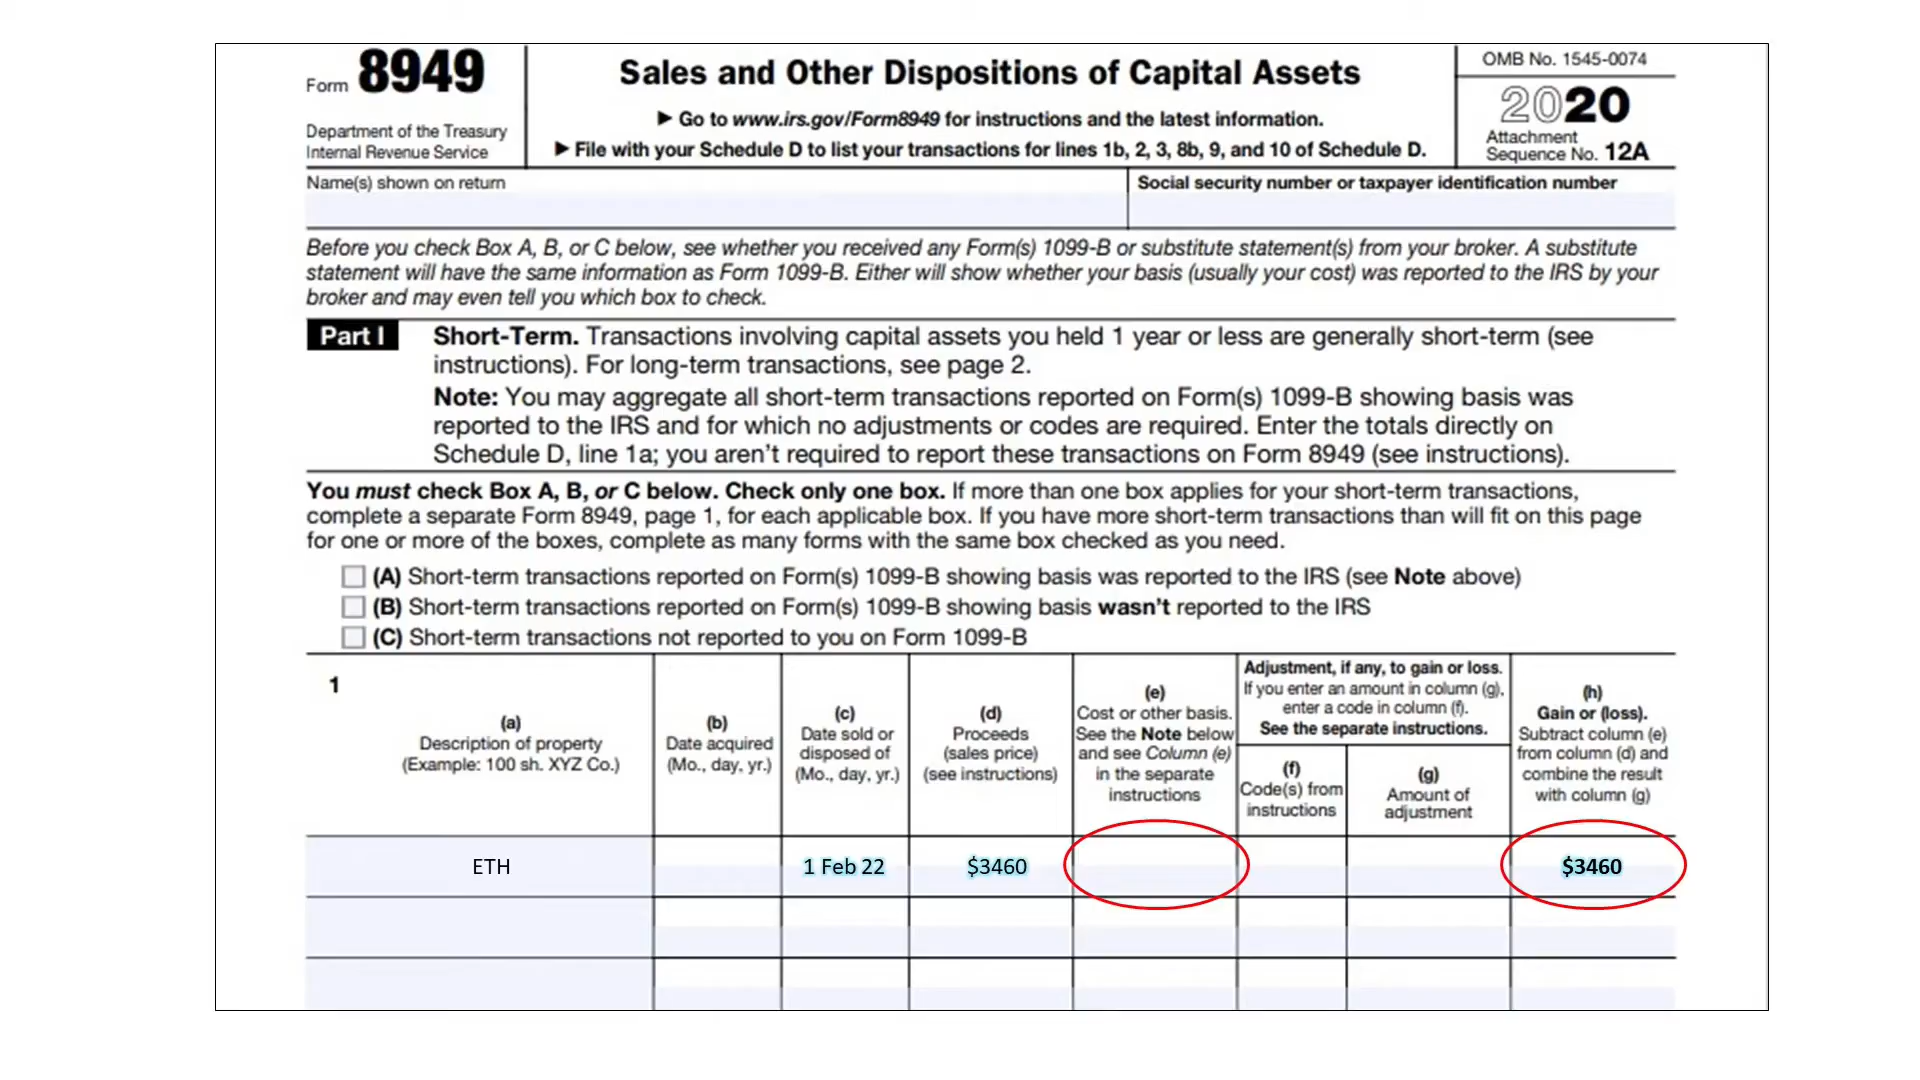 Form 8949
Department of the Treasury
Internal Revenue Service
Sales and Other Dispositions of Capital Assets
▶ Go to www.irs.gov/Form8949 for instructions and the latest information.
▶ File with your Schedule D to list your transactions for lines 1b, 2, 3, 8b, 9, and 10 of Schedule D.
OMB No. 1545-0074
2020
Attachment
Sequence No. 12A
Name(s) shown on return
Social security number or taxpayer identification number
Before you check Box A, B, or C below, see whether you received any Form(s) 1099-B or substitute statement(s) from your broker. A substitute
statement will have the same information as Form 1099-B. Either will show whether your basis (usually your cost) was reported to the IRS by your
broker and may even tell you which box to check.
Part I
Short-Term. Transactions involving capital assets you held 1 year or less are generally short-term (see
instructions). For long-term transactions, see page 2.
Note: You may aggregate all short-term transactions reported on Form(s) 1099-B showing basis was
reported to the IRS and for which no adjustments or codes are required. Enter the totals directly on
Schedule D, line 1a; you aren't required to report these transactions on Form 8949 (see instructions).
You must check Box A, B, or C below. Check only one box. If more than one box applies for your short-term transactions,
complete a separate Form 8949, page 1, for each applicable box. If you have more short-term transactions than will fit on this page
for one or more of the boxes, complete as many forms with the same box checked as you need.
(A) Short-term transactions reported on Form(s) 1099-B showing basis was reported to the IRS (see Note above)
(B) Short-term transactions reported on Form(s) 1099-B showing basis wasn't reported to the IRS
(C) Short-term transactions not reported to you on Form 1099-B
1
(a)
Description of property
(Example: 100 sh. XYZ Co.)
(b)
Date acquired
(Mo., day, yr.)
(c)
Date sold or
disposed of
(Mo., day, yr.)
(d)
Proceeds
(sales price)
(see instructions)
(e)
Cost or other basis.
See the Note below
and see Column (e)
in the separate
instructions
Adjustment, if any, to gain or loss.
If you enter an amount in column (g),
enter a code in column (f).
See the separate instructions.
(f)
Code(s) from
instructions
(g)
Amount of
adjustment
(h)
Gain or (loss).
Subtract column (e)
from column (d) and
combine the result
with column (g)
ETH
1 Feb 22
$3460
$3460